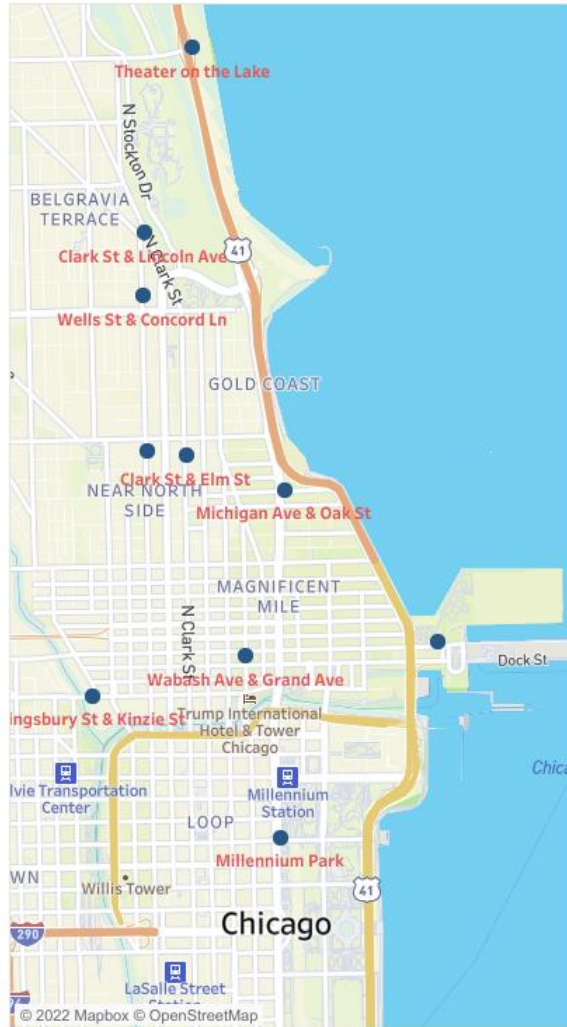 Theater on the Lake
N Stockton Dr
BELGRAVIA
TERRACE
N Clark St
41
Clark St & Lincoln Ave
Wells St & Concord Ln
GOLD COAST
Clark St & Elm St
NEAR NORTH
SIDE
Michigan Ave & Oak St
MAGNIFICENT
MILE
N Clark St
Dock St
Wabash Ave & Grand Ave
ingsbury St & Kinzie St
Trump International
Hotel & Tower
Chicago
Chica
lvie Transportation
Center
Millennium
Station
LOOP
Millennium Park
WN
Willis Tower
41
Chicago
290
LaSalle Street
Station
© 2022 Mapbox © OpenStreetMap